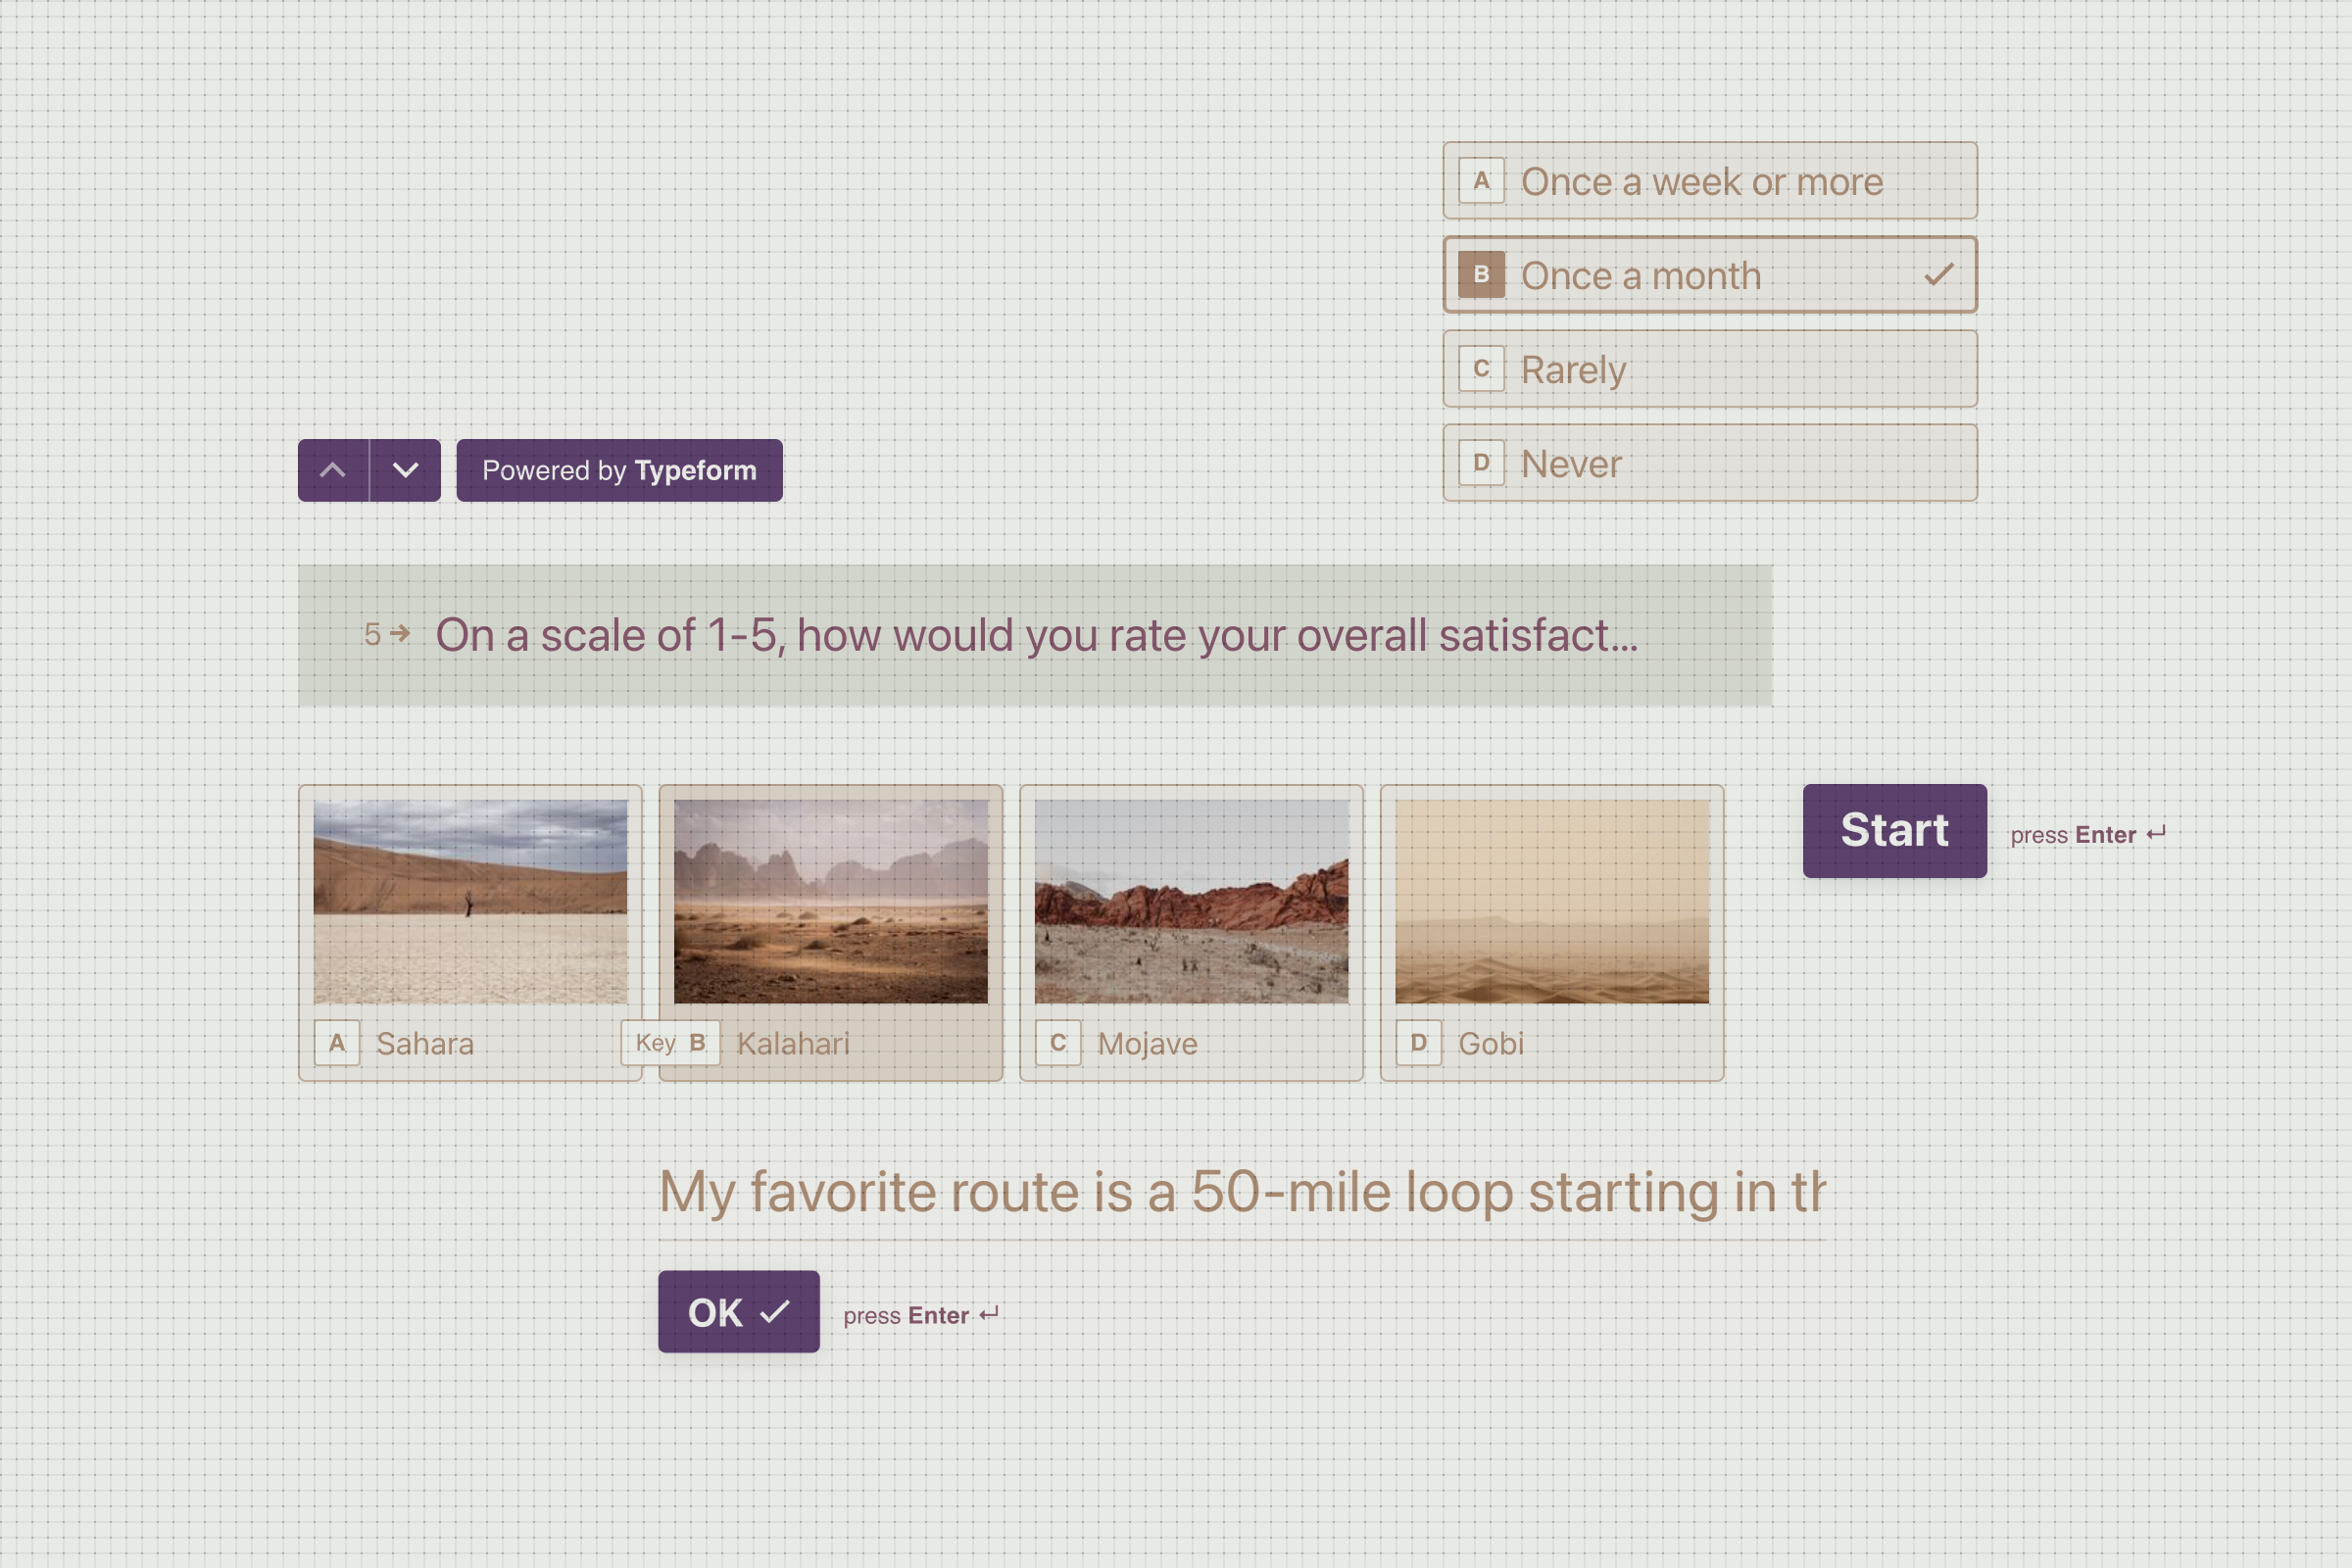 A Once a week or more
B Once a month
C Rarely
D Never
Powered by Typeform
5 On a scale of 1-5, how would you rate your overall satisfact...
A Sahara
Key B Kalahari
C Mojave
D Gobi
Start press Enter ↵
My favorite route is a 50-mile loop starting in
OK press Enter ↵